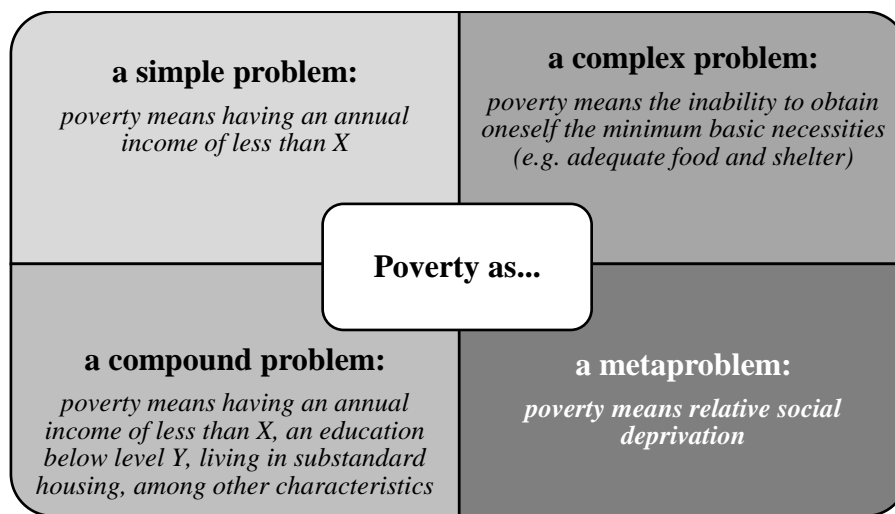 a simple problem:
poverty means having an annual
income of less than X
a complex problem:
poverty means the inability to obtain
oneself the minimum basic necessities
(e.g. adequate food and shelter)
Poverty as...
a compound problem:
poverty means having an annual
income of less than X, an education
below level Y, living in substandard
housing, among other characteristics
a metaproblem:
poverty means relative social
deprivation